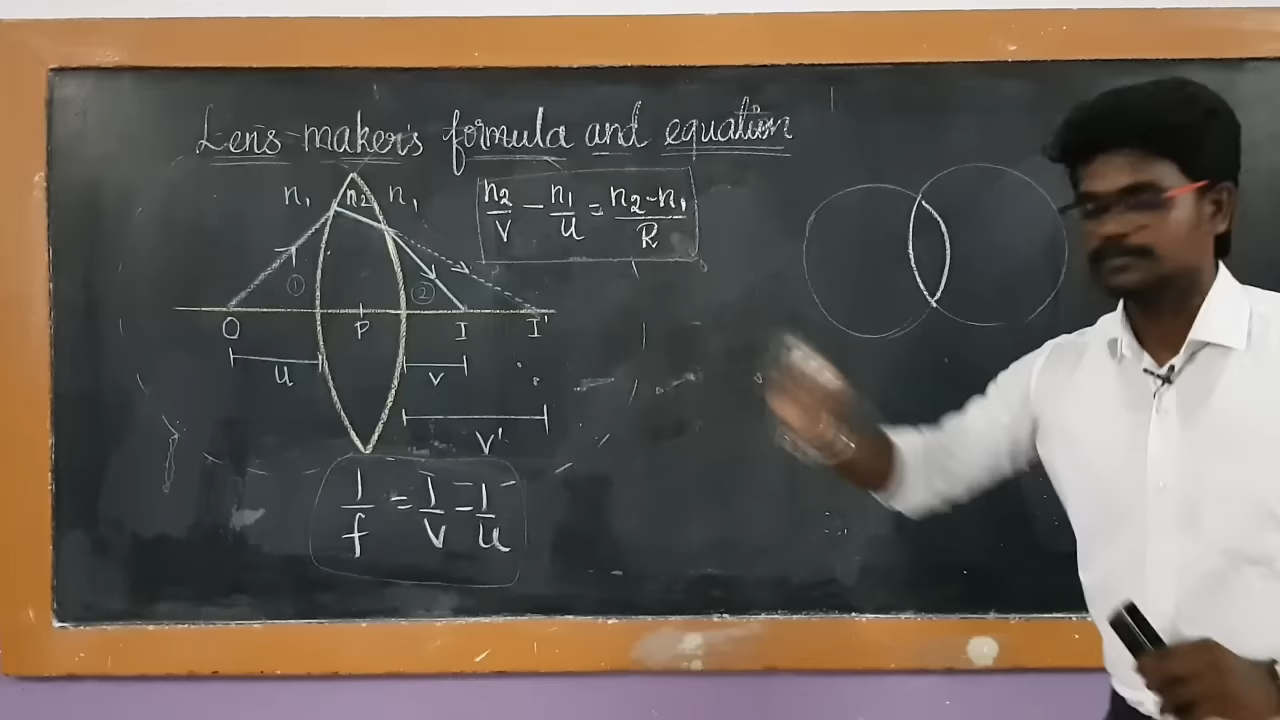 Lens-maker's formula and equation
n₁ n₂ n₁
n₂/v - n₁/u = n₂-n₁/R
① ②
O P I I'
u v
v'
1/f = 1/v - 1/u